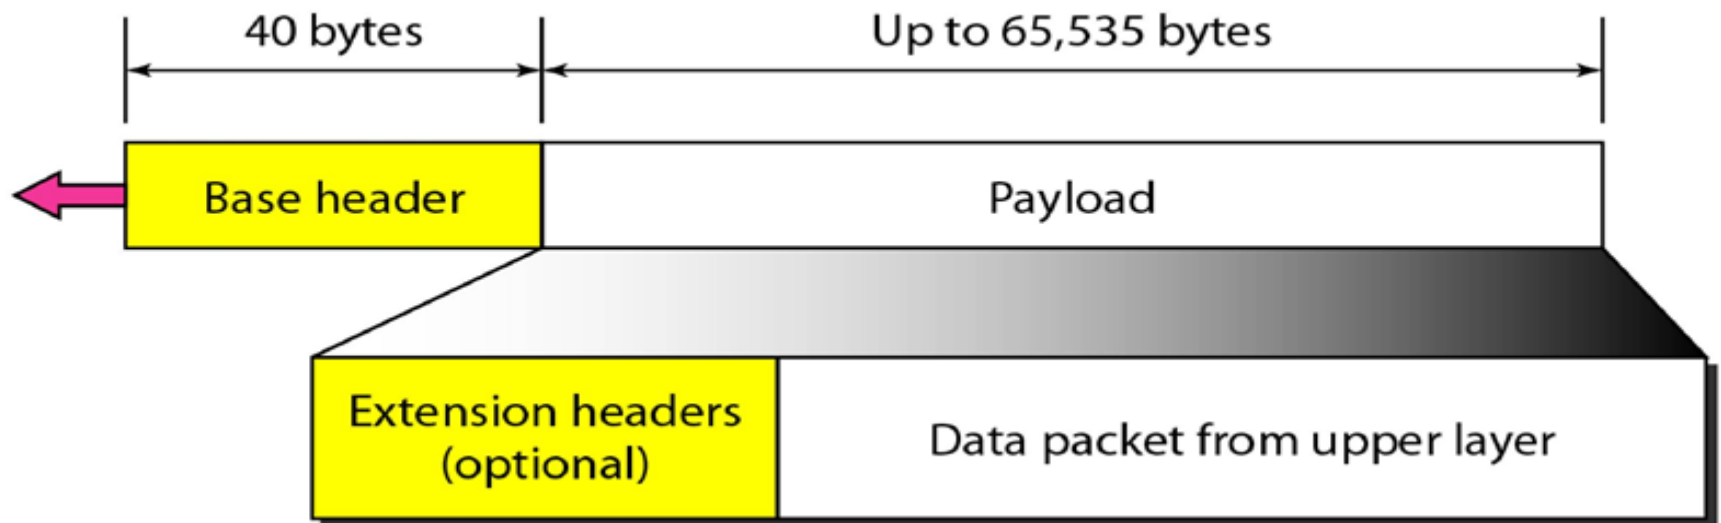 40 bytes
Up to 65,535 bytes
Base header
Payload
Extension headers
(optional)
Data packet from upper layer